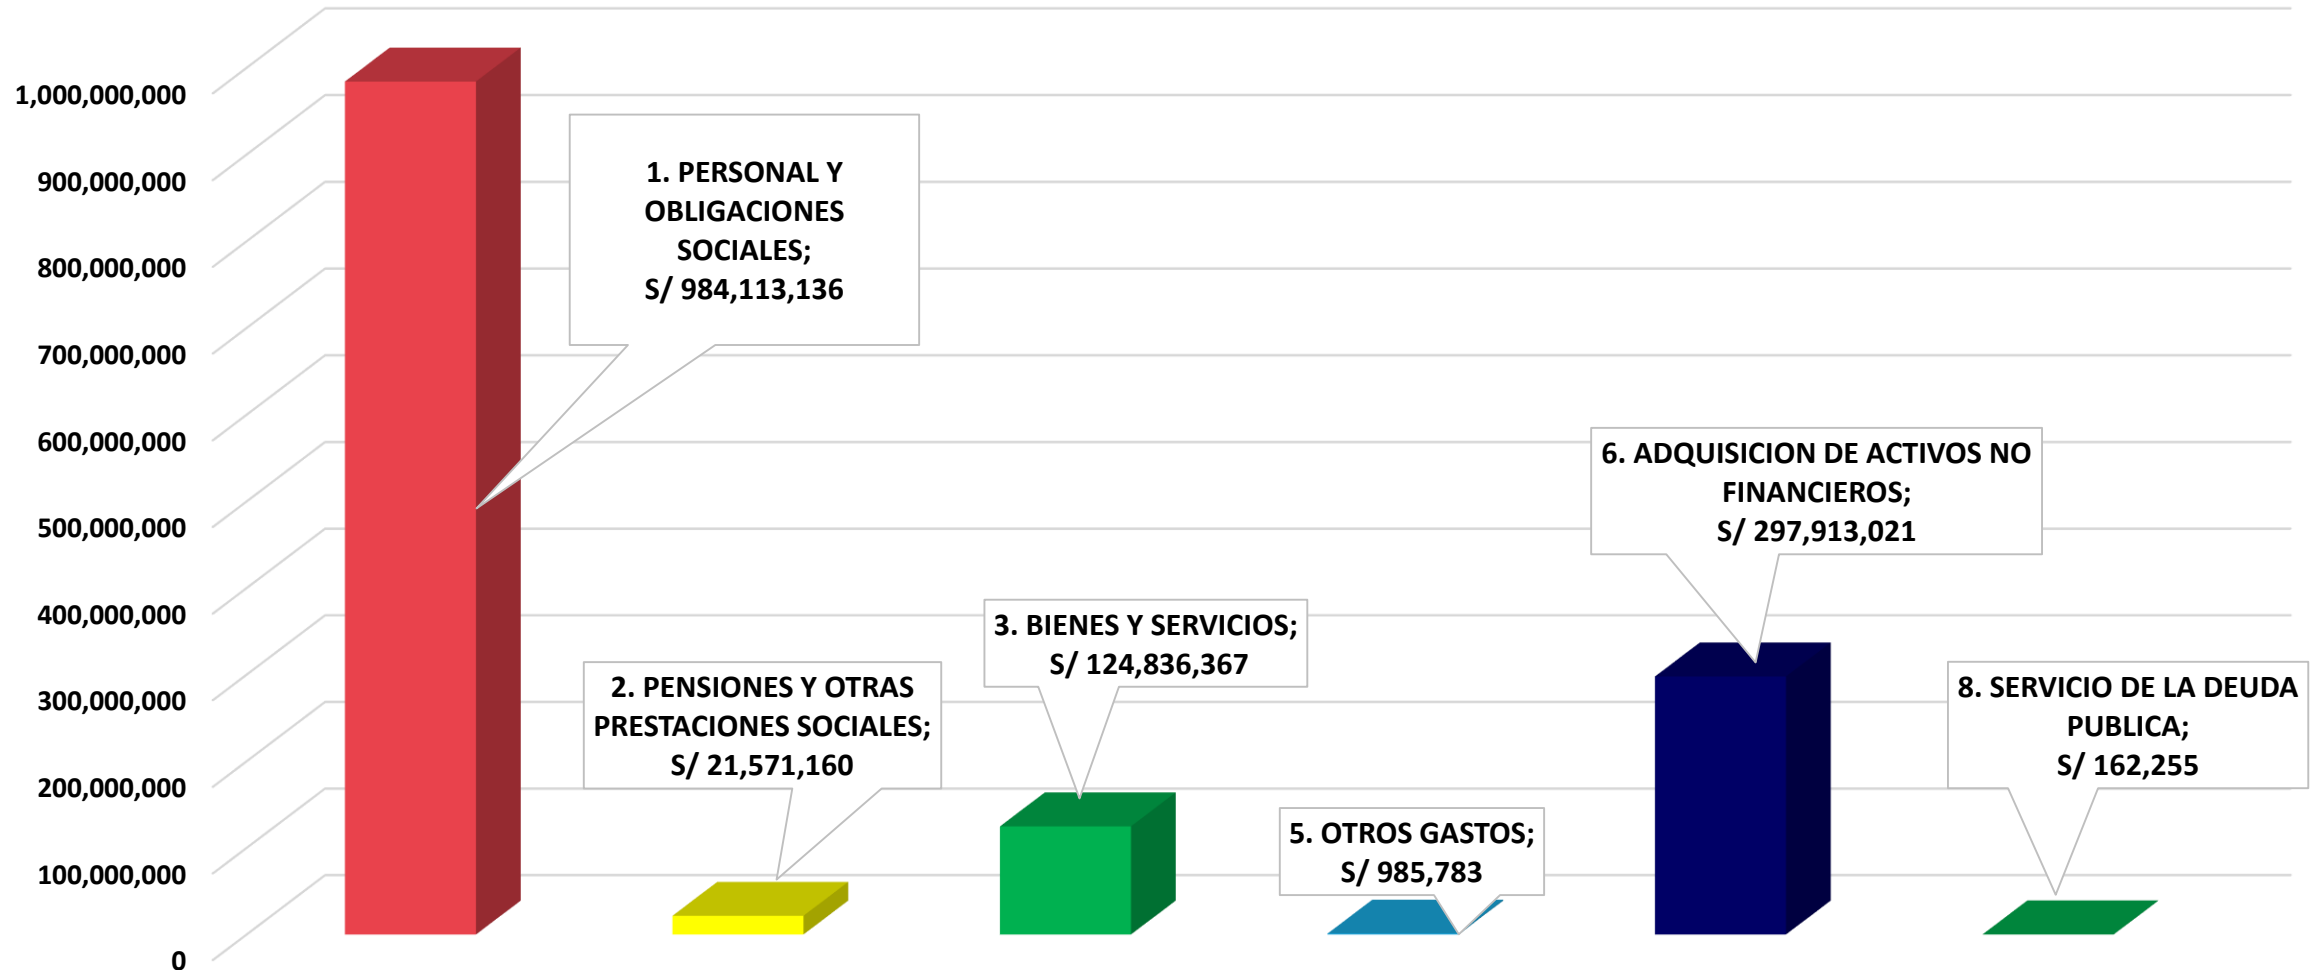 1,000,000,000
900,000,000
800,000,000
700,000,000
600,000,000
500,000,000
400,000,000
300,000,000
200,000,000
100,000,000
0
1. PERSONAL Y
OBLIGACIONES
SOCIALES;
S/ 984,113,136
2. PENSIONES Y OTRAS
PRESTACIONES SOCIALES;
S/ 21,571,160
3. BIENES Y SERVICIOS;
S/ 124,836,367
5. OTROS GASTOS;
S/ 985,783
6. ADQUISICION DE ACTIVOS NO
FINANCIEROS;
S/ 297,913,021
8. SERVICIO DE LA DEUDA
PUBLICA;
S/ 162,255